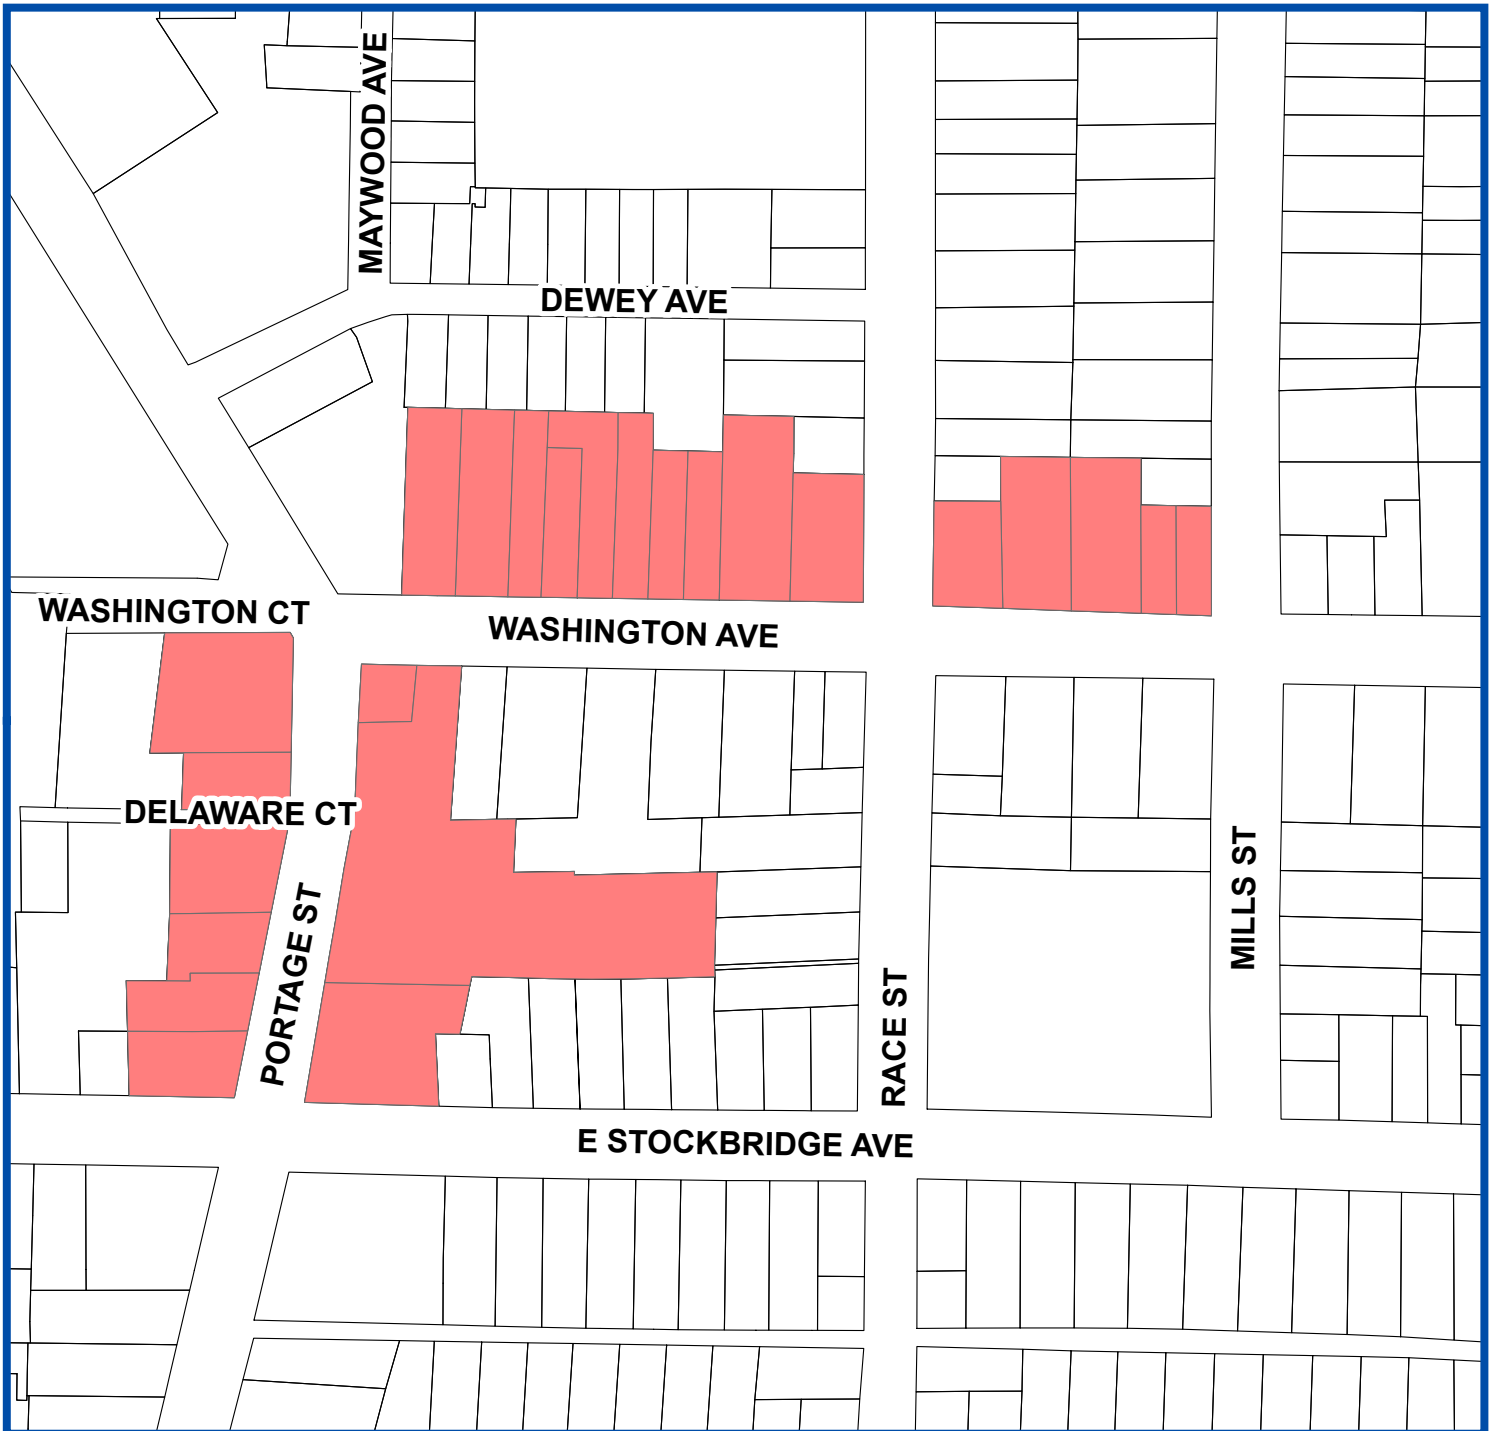 MAYWOOD AVE
DEWEY AVE
WASHINGTON CT
WASHINGTON AVE
DELAWARE CT
PORTAGE ST
MILLS ST
RACE ST
E STOCKBRIDGE AVE